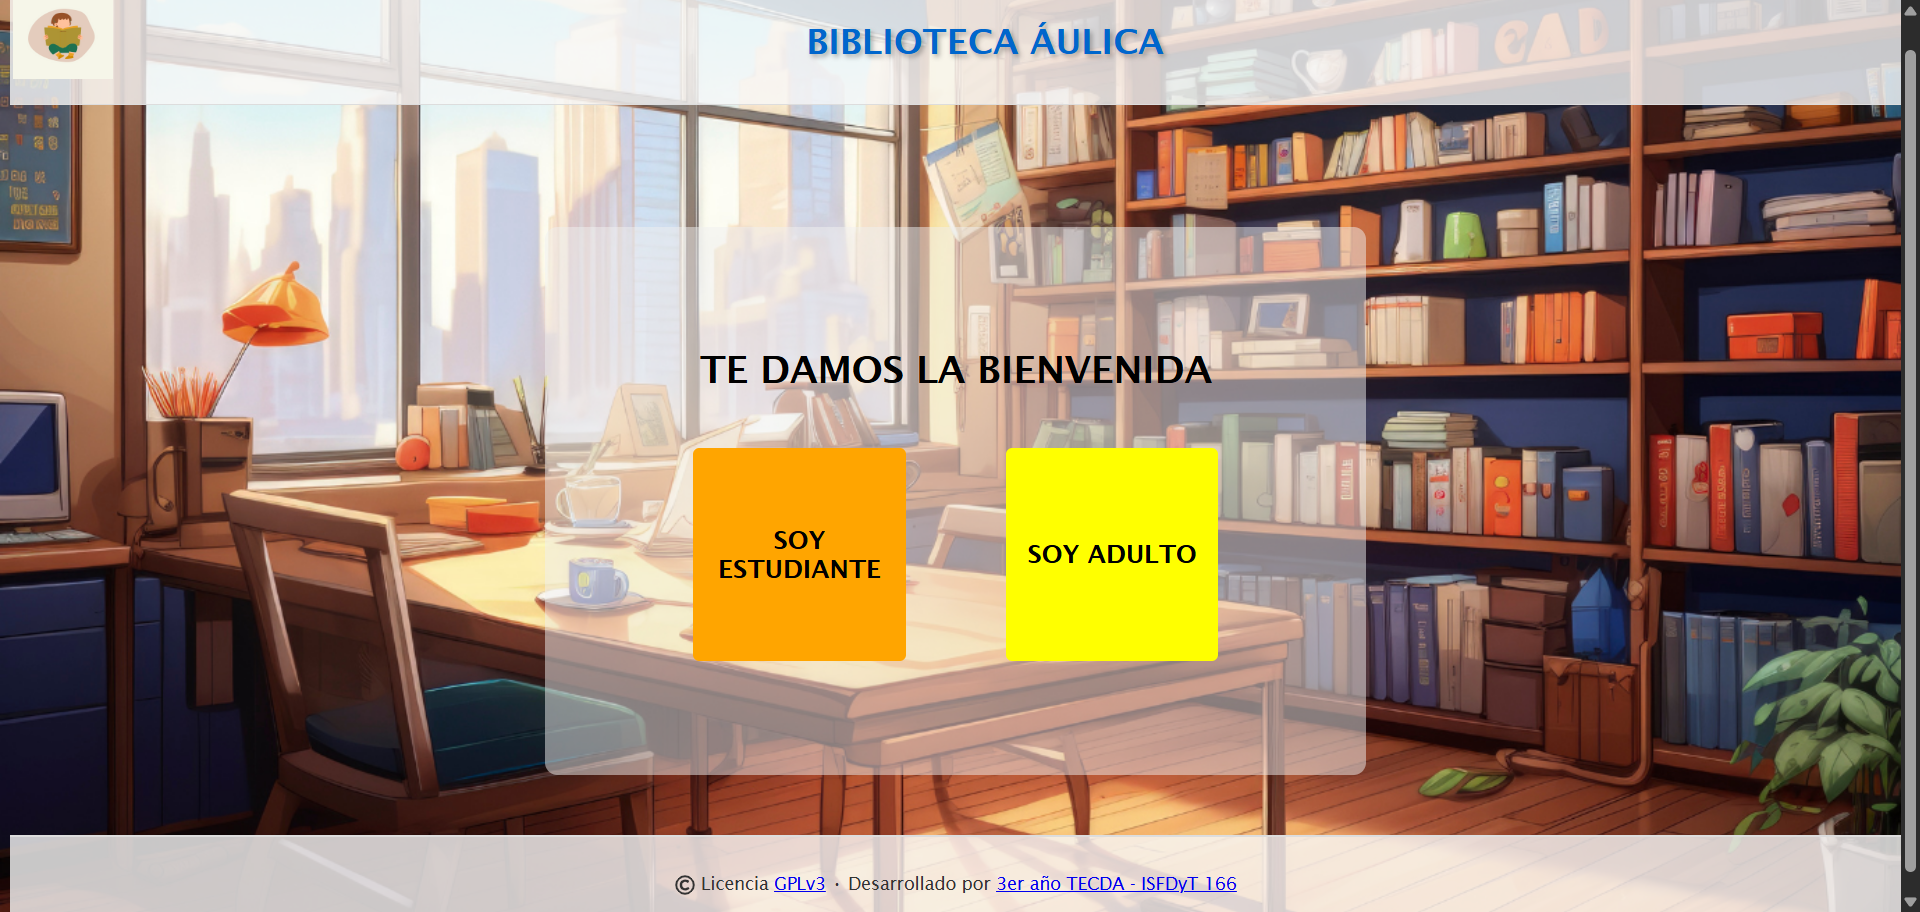 BIBLIOTECA ÁULICA
TE DAMOS LA BIENVENIDA
SOY
ESTUDIANTE
SOY ADULTO
© Licencia GPLv3 · Desarrollado por 3er año TECDA - ISFDyT 166